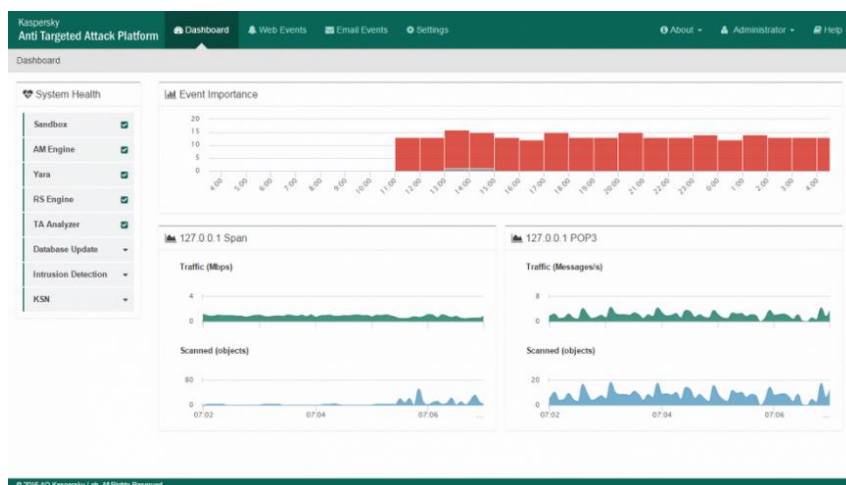 Kaspersky
Anti Targeted Attack Platform
Dashboard
Web Events
Email Events
Settings
About
Administrator
Help
Dashboard
System Health
Sandbox
AM Engine
Yara
RS Engine
TA Analyzer
Database Update
Intrusion Detection
KSN
Event Importance
20
15
10
5
0
4:00 5:00 6:00 7:00 8:00 9:00 10:00 11:00 12:00 13:00 14:00 15:00 16:00 17:00 18:00 19:00 20:00 21:00 22:00 23:00 0:00 1:00 2:00 3:00 4:00
127.0.0.1 Span
Traffic (Mbps)
4
0
Scanned (objects)
80
0
07:02 07:04 07:06 ...
127.0.0.1 POP3
Traffic (Messages/s)
8
0
Scanned (objects)
20
0
07:02 07:04 07:06 ...
AO Kaspersky Lab. All Rights Reserved